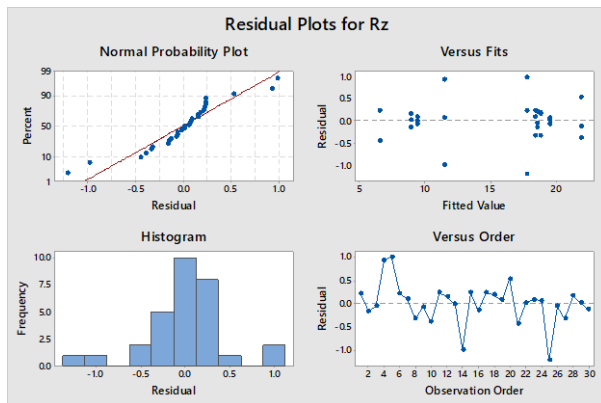 Residual Plots for Rz
Normal Probability Plot
Versus Fits
99
90
50
10
1
Percent
-1.0
-0.5
0.0
0.5
1.0
Residual
1.0
0.5
0.0
-0.5
-1.0
Residual
5
10
15
20
Fitted Value
Histogram
Versus Order
10.0
7.5
5.0
2.5
0.0
Frequency
-1.0
-0.5
0.0
0.5
1.0
Residual
1.0
0.5
0.0
-0.5
-1.0
Residual
2 4 6 8 10 12 14 16 18 20 22 24 26 28 30
Observation Order